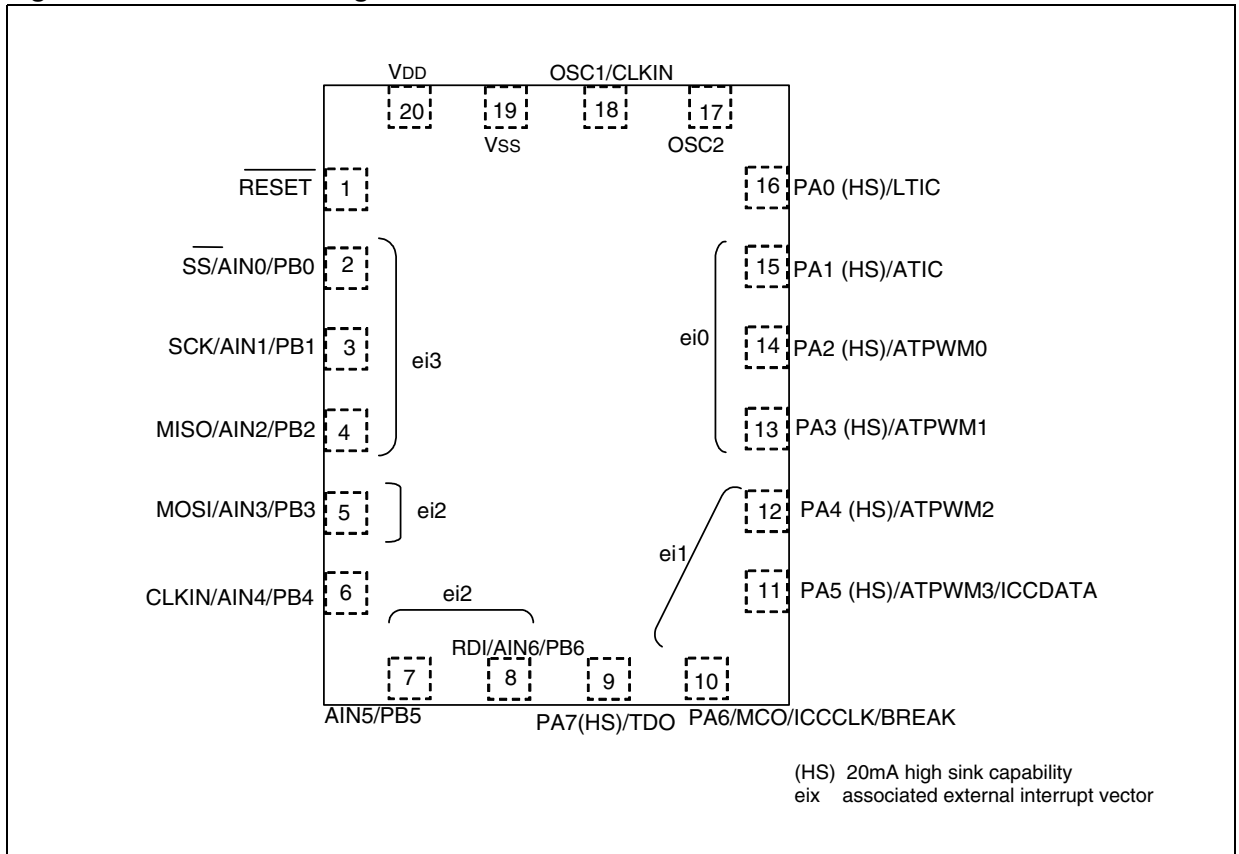 VDD
OSC1/CLKIN
20
19
18
17
VSS
OSC2
RESET
1
16
PA0 (HS)/LTIC
SS/AIN0/PB0
2
15
PA1 (HS)/ATIC
SCK/AIN1/PB1
3
ei3
ei0
14
PA2 (HS)/ATPWM0
MISO/AIN2/PB2
4
13
PA3 (HS)/ATPWM1
MOSI/AIN3/PB3
5
ei2
12
PA4 (HS)/ATPWM2
ei1
CLKIN/AIN4/PB4
6
ei2
11
PA5 (HS)/ATPWM3/ICCDATA
RDI/AIN6/PB6
7
8
9
10
AIN5/PB5
PA7(HS)/TDO
PA6/MCO/ICCCLK/BREAK
(HS) 20mA high sink capability
eix associated external interrupt vector